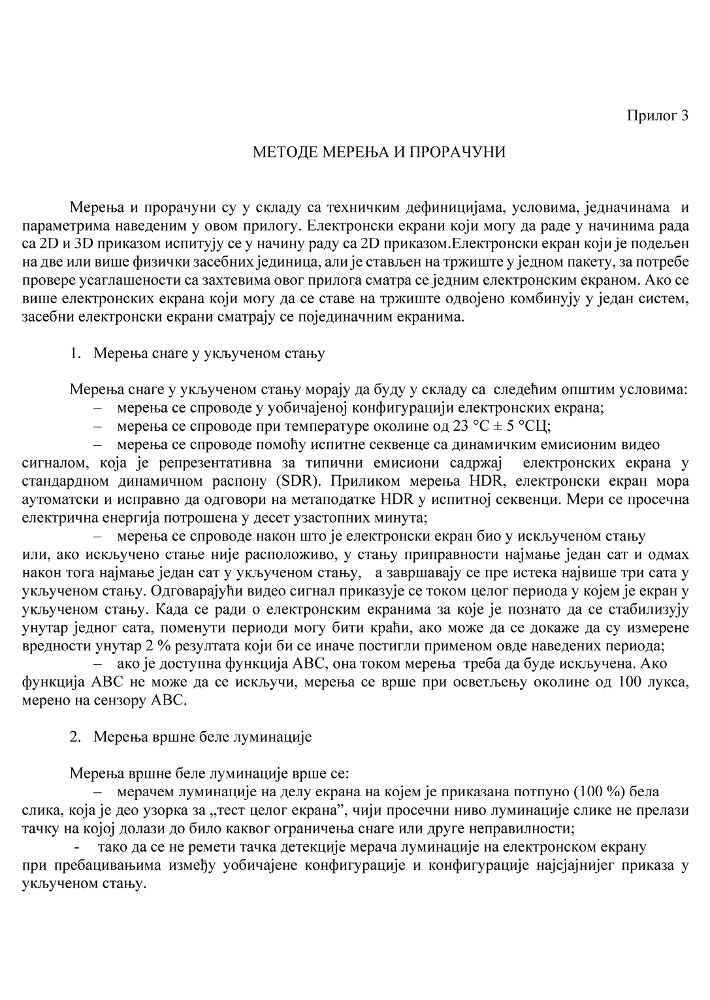 Прилог 3
МЕТОДЕ МЕРЕЊА И ПРОРАЧУНИ
Мерења и прорачуни су у складу са техничким дефиницијама, условима, једначинама и
параметрима наведеним у овом прилогу. Електронски екрани који могу да раде у начинима рада
са 2D и 3D приказом испитују се у начину раду са 2D приказом.Електронски екран који је подељен
на две или више физички засебних јединица, али је стављен на тржиште у једном пакету, за потребе
провере усаглашености са захтевима овог прилога сматра се једним електронским екраном. Ако се
више електронских екрана који могу да се ставе на тржиште одвојено комбинују у један систем,
засебни електронски екрани сматрају се појединачним екранима.
1. Мерења снаге у укљученом стању
Мерења снаге у укљученом стању морају да буду у складу са следећим општим условима:
– мерења се спроводе у уобичајеној конфигурацији електронских екрана;
– мерења се спроводе при температуре околине од 23 °C ± 5 °CЦ;
– мерења се спроводе помоћу испитне секвенце са динамичким емисионим видео
сигналом, која је репрезентативна за типични емисиони садржај електронских екрана у
стандардном динамичном распону (SDR). Приликом мерења HDR, електронски екран мора
аутоматски и исправно да одговори на метаподатке HDR у испитној секвенци. Мери се просечна
електрична енергија потрошена у десет узастопних минута;
– мерења се спроводе након што је електронски екран био у искљученом стању
или, ако искључено стање није расположиво, у стању приправности најмање један сат и одмах
након тога најмање један сат у укљученом стању, а завршавају се пре истека највише три сата у
укљученом стању. Одговарајући видео сигнал приказује се током целог периода у којем је екран у
укљученом стању. Када се ради о електронским екранима за које је познато да се стабилизују
унутар једног сата, поменути периоди могу бити краћи, ако може да се докаже да су измерене
вредности унутар 2 % резултата који би се иначе постигли применом овде наведених периода;
– ако је доступна функција ABC, она током мерења треба да буде искључена. Ако
функција ABC не може да се искључи, мерења се врше при осветљењу околине од 100 лукса,
мерено на сензору ABC.
2. Мерења вршне беле луминације
Мерења вршне беле луминације врше се:
– мерачем луминације на делу екрана на којем је приказана потпуно (100 %) бела
слика, која је део узорка за „тест целог екрана”, чији просечни ниво луминације слике не прелази
тачку на којој долази до било каквог ограничења снаге или друге неправилности;
- тако да се не ремети тачка детекције мерача луминације на електронском екрану
при пребацивањима између уобичајене конфигурације и конфигурације најсјајнијег приказа у
укљученом стању.